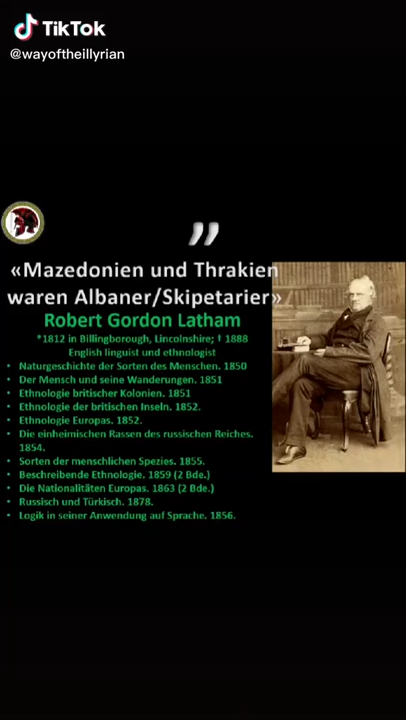 TikTok
@wayoftheillyrian
”
«Mazedonien und Thrakien
waren Albaner/Skipetarier»
Robert Gordon Latham
*1812 in Billingborough, Lincolnshire; † 1888
English linguist und ethnologist
• Naturgeschichte der Sorten des Menschen. 1850
• Der Mensch und seine Wanderungen. 1851
• Ethnologie britischer Kolonien. 1851
• Ethnologie der britischen Inseln. 1852.
• Ethnologie Europas. 1852.
• Die einheimischen Rassen des russischen Reiches.
1854.
• Sorten der menschlichen Spezies. 1855.
• Beschreibende Ethnologie. 1859 (2 Bde.)
• Die Nationalitäten Europas. 1863 (2 Bde.)
• Russisch und Türkisch. 1878.
• Logik in seiner Anwendung auf Sprache. 1856.